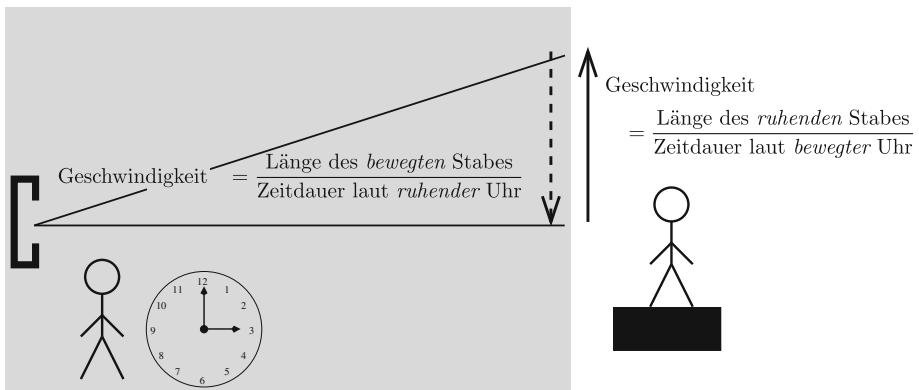 Geschwindigkeit
= Länge des ruhenden Stabes
Zeitdauer laut bewegter Uhr
Geschwindigkeit = Länge des bewegten Stabes
Zeitdauer laut ruhender Uhr
12
11 1
10 2
9 3
8 4
7 5
6